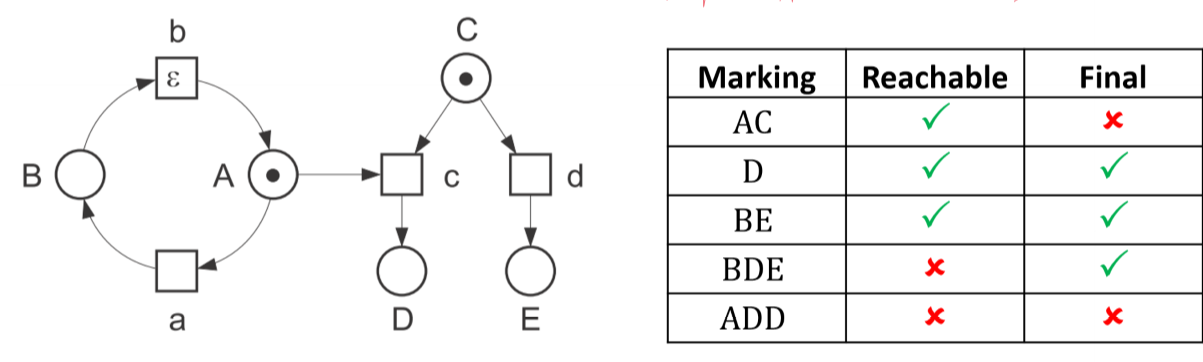 b
C
ε
B
A
c
d
a
D
E
Marking Reachable Final
AC ✓ ✗
D ✓ ✓
BE ✓ ✓
BDE ✗ ✓
ADD ✗ ✗